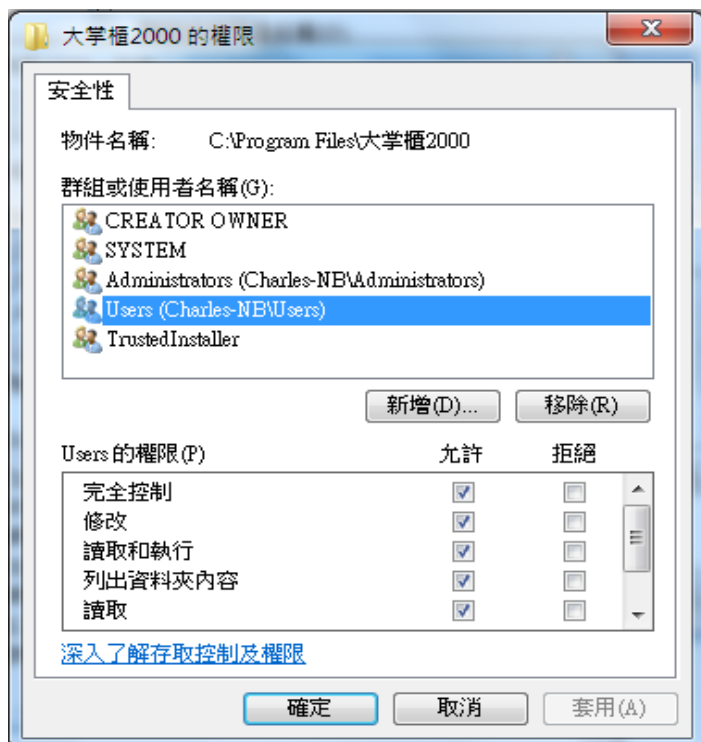 大掌櫃2000 的權限
安全性
物件名稱: C:\Program Files\大掌櫃2000
群組或使用者名稱(G):
CREATOR OWNER
SYSTEM
Administrators (Charles-NB\Administrators)
Users (Charles-NB\Users)
TrustedInstaller
新增(D)... 移除(R)
Users 的權限(P) 允許 拒絕
完全控制
修改
讀取和執行
列出資料夾內容
讀取
深入了解存取控制及權限
確定 取消 套用(A)